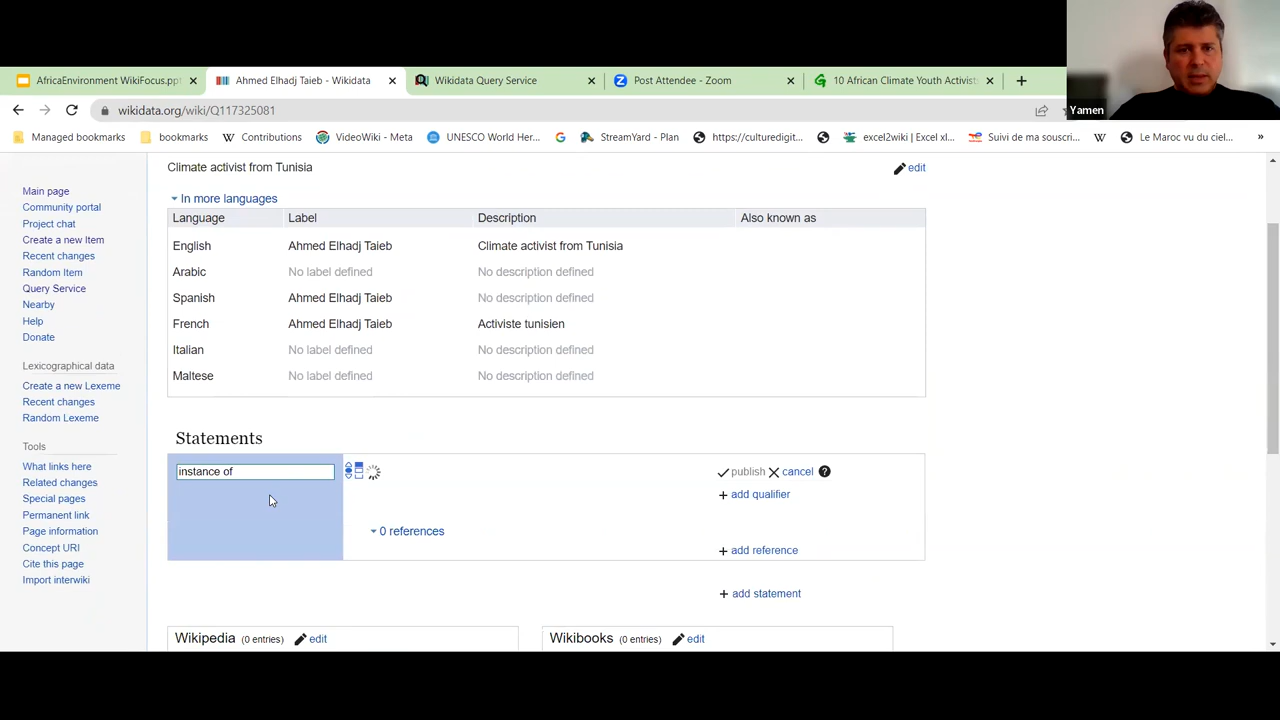 Yamen
AfricaEnvironment WikiFocus.ppt
Ahmed Elhadj Taieb - Wikidata
Wikidata Query Service
Post Attendee - Zoom
10 African Climate Youth Activist
wikidata.org/wiki/Q117325081
Managed bookmarks
bookmarks
Contributions
VideoWiki - Meta
UNESCO World Her...
StreamYard - Plan
https://culturedigit...
excel2wiki | Excel xl...
Suivi de ma souscri...
Le Maroc vu du ciel...
»
Climate activist from Tunisia
edit
In more languages
Language Label Description Also known as
English Ahmed Elhadj Taieb Climate activist from Tunisia
Arabic No label defined No description defined
Spanish Ahmed Elhadj Taieb No description defined
French Ahmed Elhadj Taieb Activiste tunisien
Italian No label defined No description defined
Maltese No label defined No description defined
Main page
Community portal
Project chat
Create a new Item
Recent changes
Random Item
Query Service
Nearby
Help
Donate
Lexicographical data
Create a new Lexeme
Recent changes
Random Lexeme
Tools
What links here
Related changes
Special pages
Permanent link
Page information
Concept URI
Cite this page
Import interwiki
Statements
instance of
publish cancel ?
+ add qualifier
0 references
+ add reference
+ add statement
Wikipedia (0 entries) edit
Wikibooks (0 entries) edit